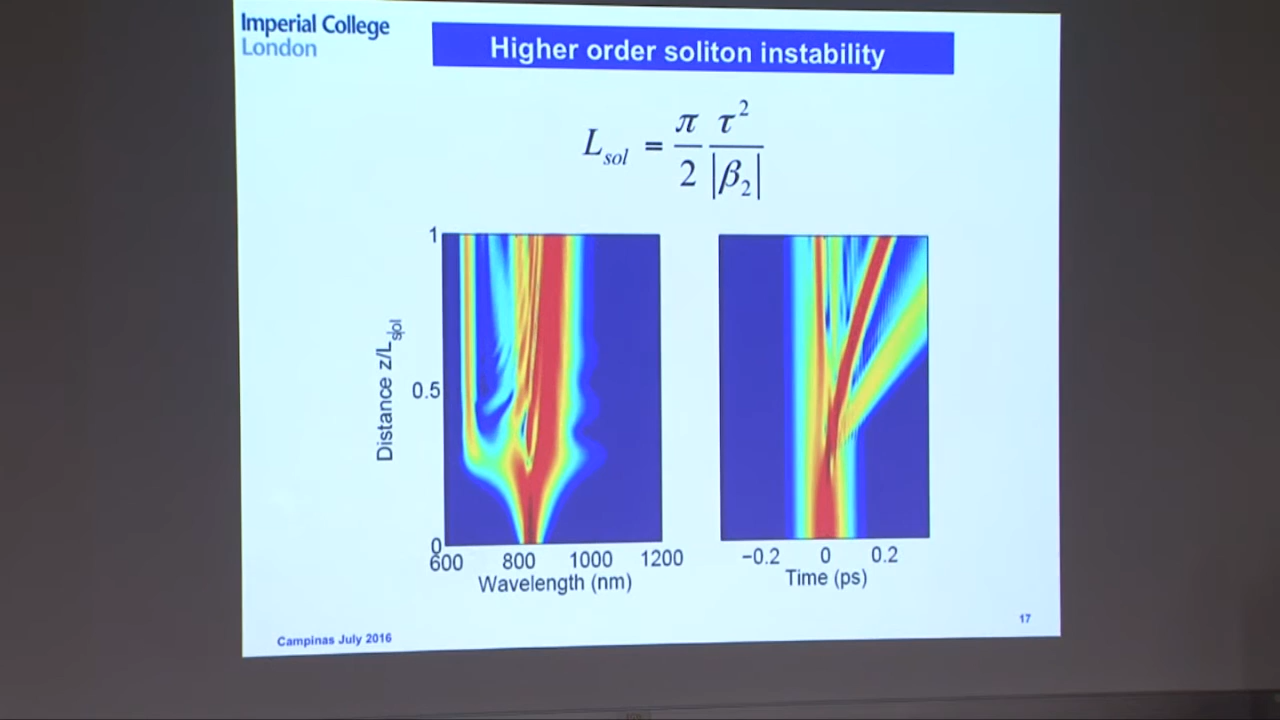 Imperial College
London
Higher order soliton instability
L_sol = π/2 τ²/|β₂|
1
0.5
0
Distance z/L_sol
600 800 1000 1200
Wavelength (nm)
−0.2 0 0.2
Time (ps)
Campinas July 2016
17